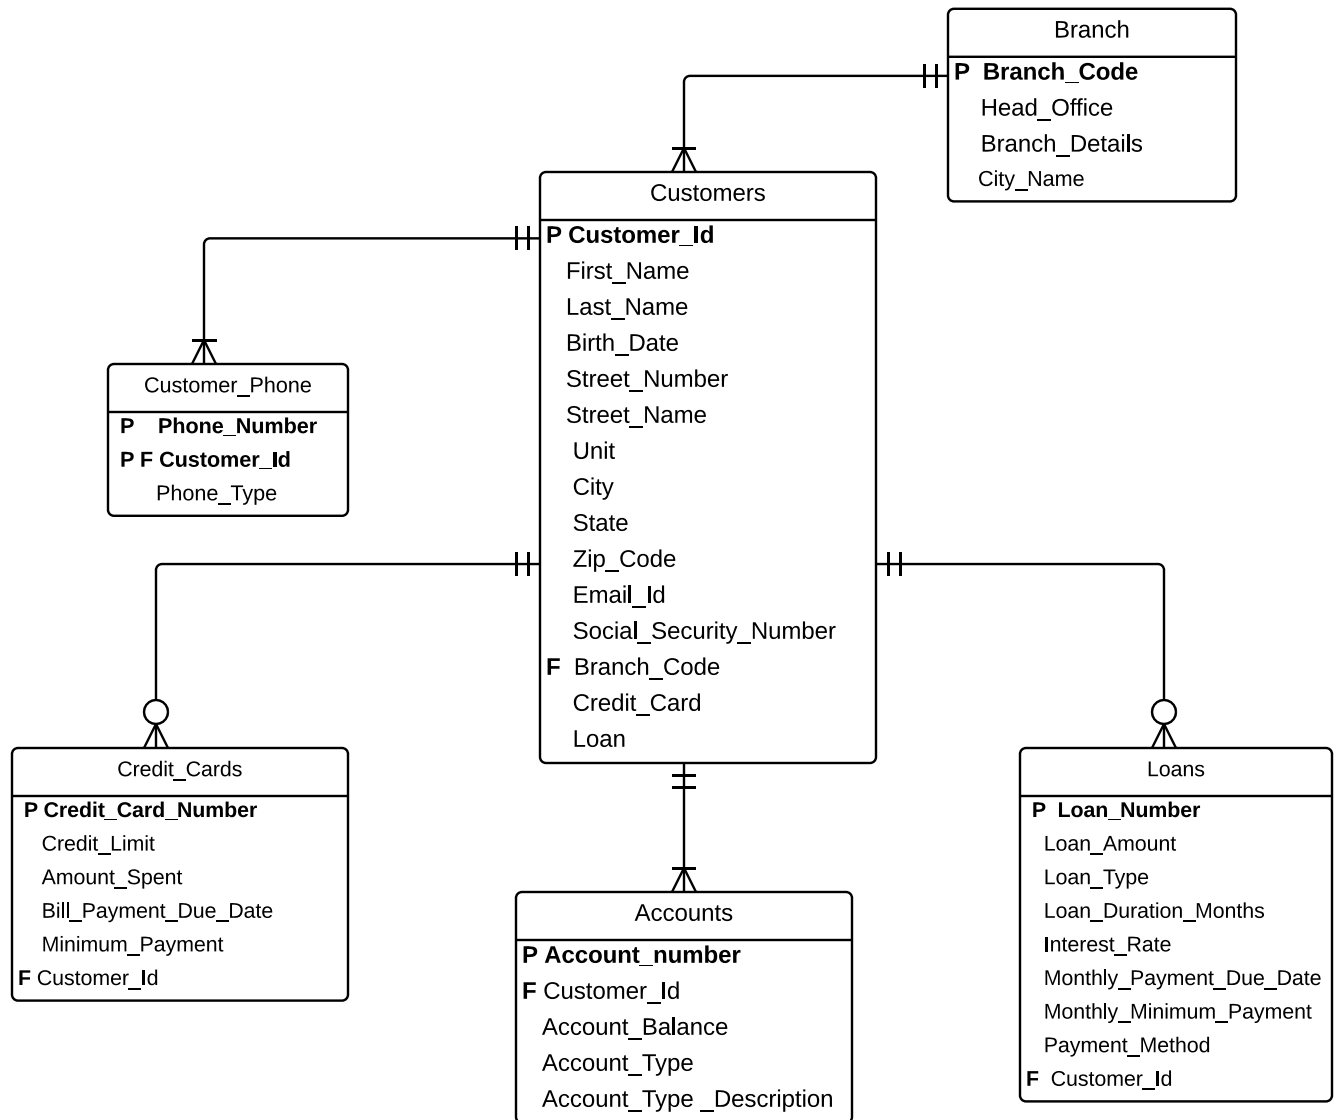 Branch
P Branch_Code
Head_Office
Branch_Details
City_Name
Customers
P Customer_Id
First_Name
Last_Name
Birth_Date
Street_Number
Street_Name
Unit
City
State
Zip_Code
Email_Id
Social_Security_Number
F Branch_Code
Credit_Card
Loan
Customer_Phone
P Phone_Number
P F Customer_Id
Phone_Type
Credit_Cards
P Credit_Card_Number
Credit_Limit
Amount_Spent
Bill_Payment_Due_Date
Minimum_Payment
F Customer_Id
Accounts
P Account_number
F Customer_Id
Account_Balance
Account_Type
Account_Type _Description
Loans
P Loan_Number
Loan_Amount
Loan_Type
Loan_Duration_Months
Interest_Rate
Monthly_Payment_Due_Date
Monthly_Minimum_Payment
Payment_Method
F Customer_Id